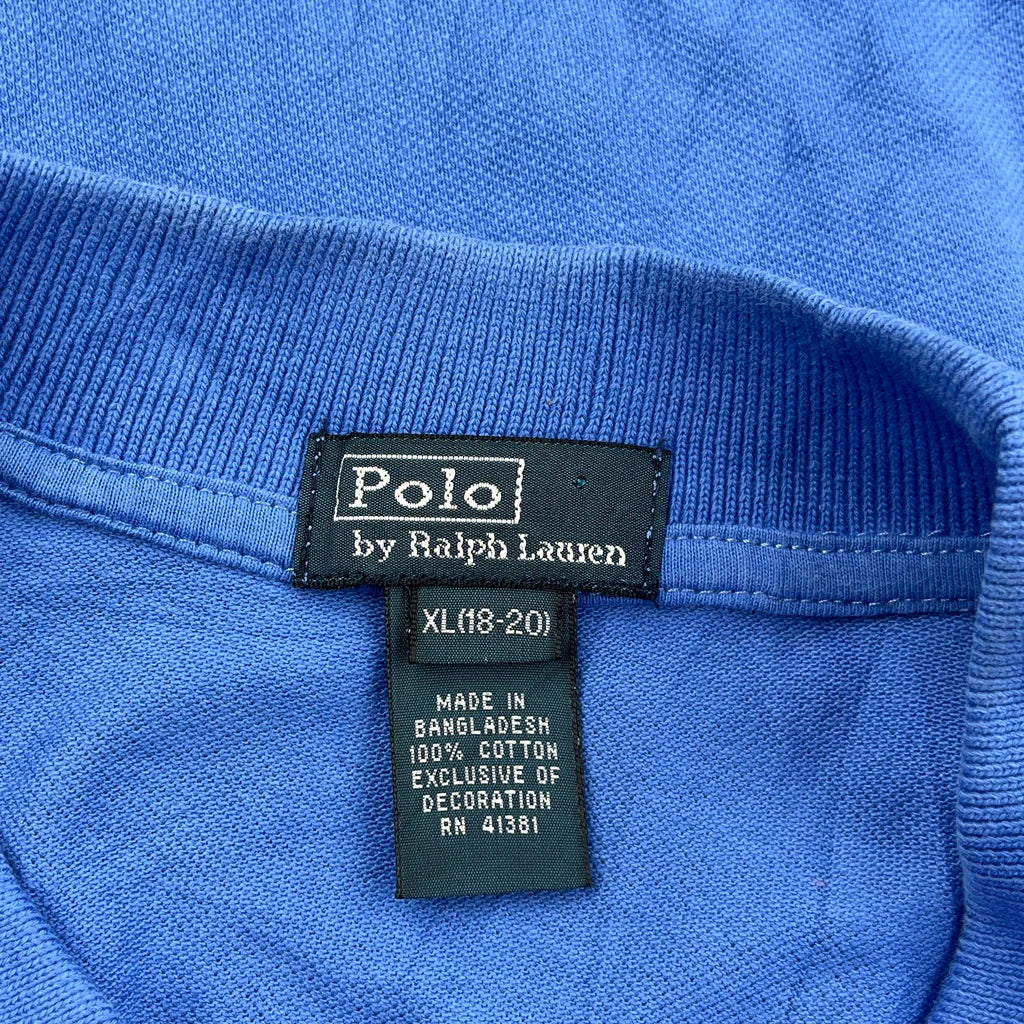 Polo
by Ralph Lauren
XL(18-20)
MADE IN
BANGLADESH
100% COTTON
EXCLUSIVE OF
DECORATION
RN 41381